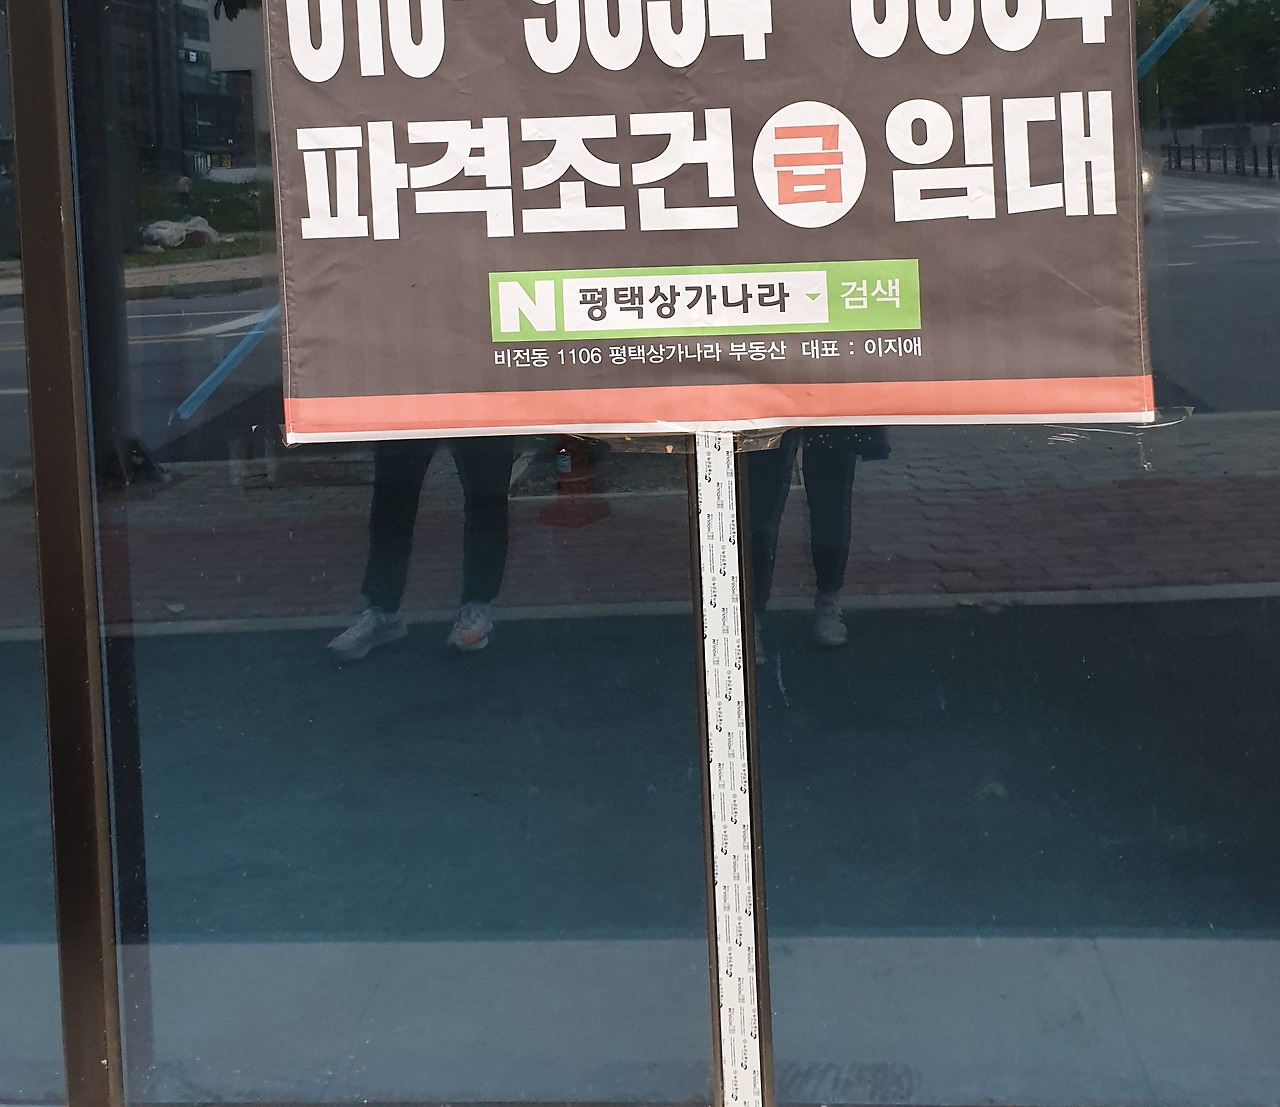 파격조건 급 임대
N 평택상가나라 검색
비전동 1106 평택상가나라 부동산 대표 : 이지애